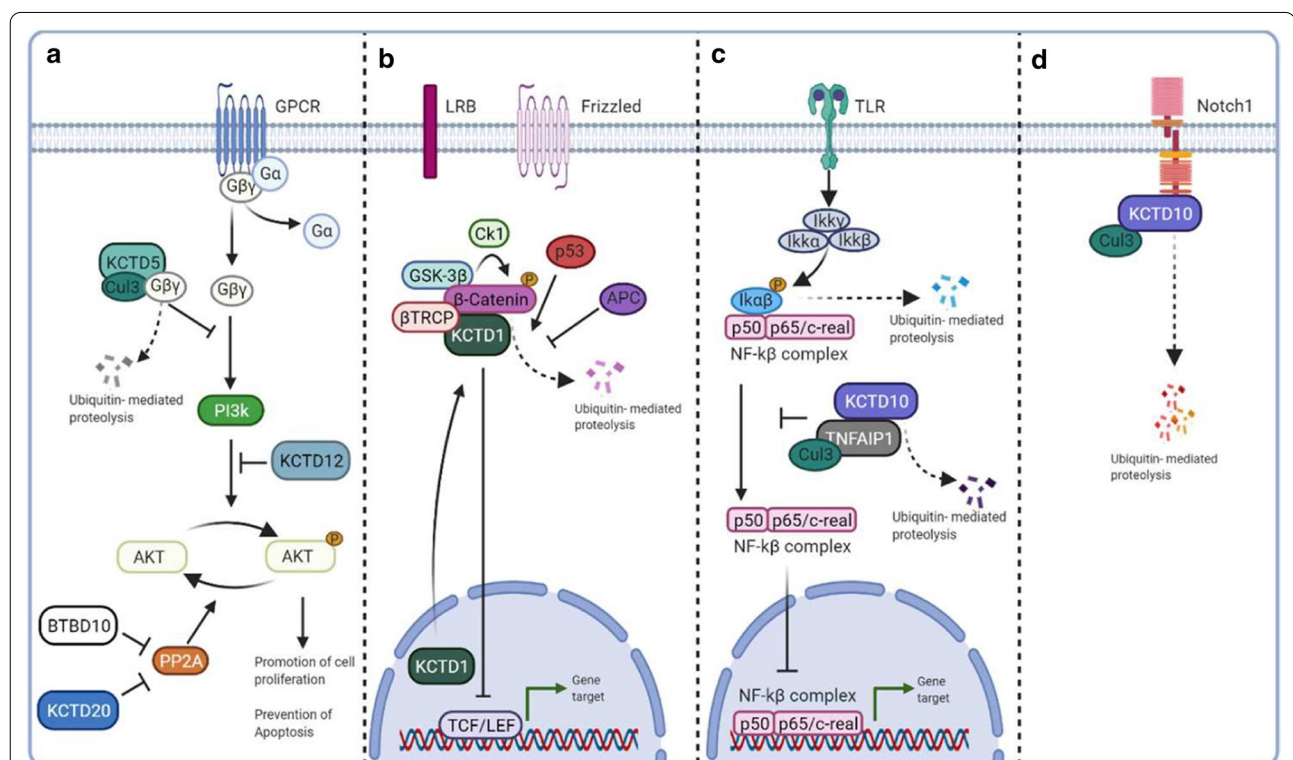 a
GPCR
Gα
Gβγ
Gα
KCTD5
Cul3
Gβγ
Gβγ
Ubiquitin- mediated
proteolysis
PI3k
KCTD12
AKT
AKT
P
BTBD10
PP2A
KCTD20
Promotion of cell
proliferation
Prevention of
Apoptosis
b
LRB
Frizzled
Ck1
p53
GSK-3β
P
β-Catenin
APC
βTRCP
KCTD1
Ubiquitin- mediated
proteolysis
KCTD1
Gene
target
TCF/LEF
c
TLR
Ikkγ
Ikkα
Ikkβ
P
Ikαβ
p50
p65/c-real
NF-kβ complex
Ubiquitin- mediated
proteolysis
KCTD10
TNFAIP1
Cul3
Ubiquitin- mediated
proteolysis
p50
p65/c-real
NF-kβ complex
NF-kβ complex
p50
p65/c-real
Gene
target
d
Notch1
KCTD10
Cul3
Ubiquitin- mediated
proteolysis